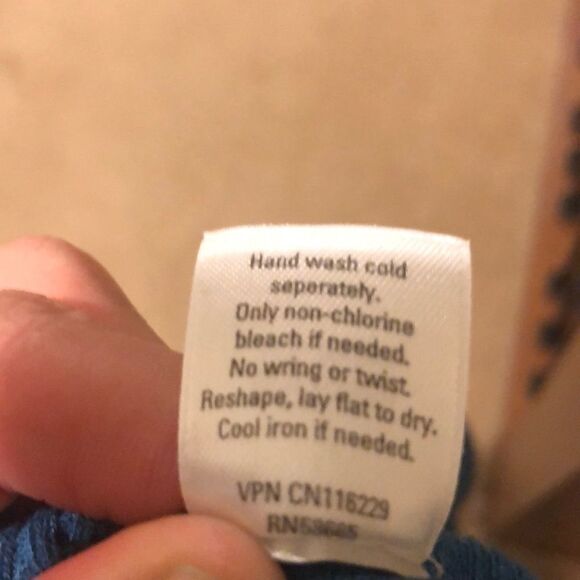 Hand wash cold
seperately.
Only non-chlorine
bleach if needed.
No wring or twist.
Reshape, lay flat to dry.
Cool iron if needed.
VPN CN116229